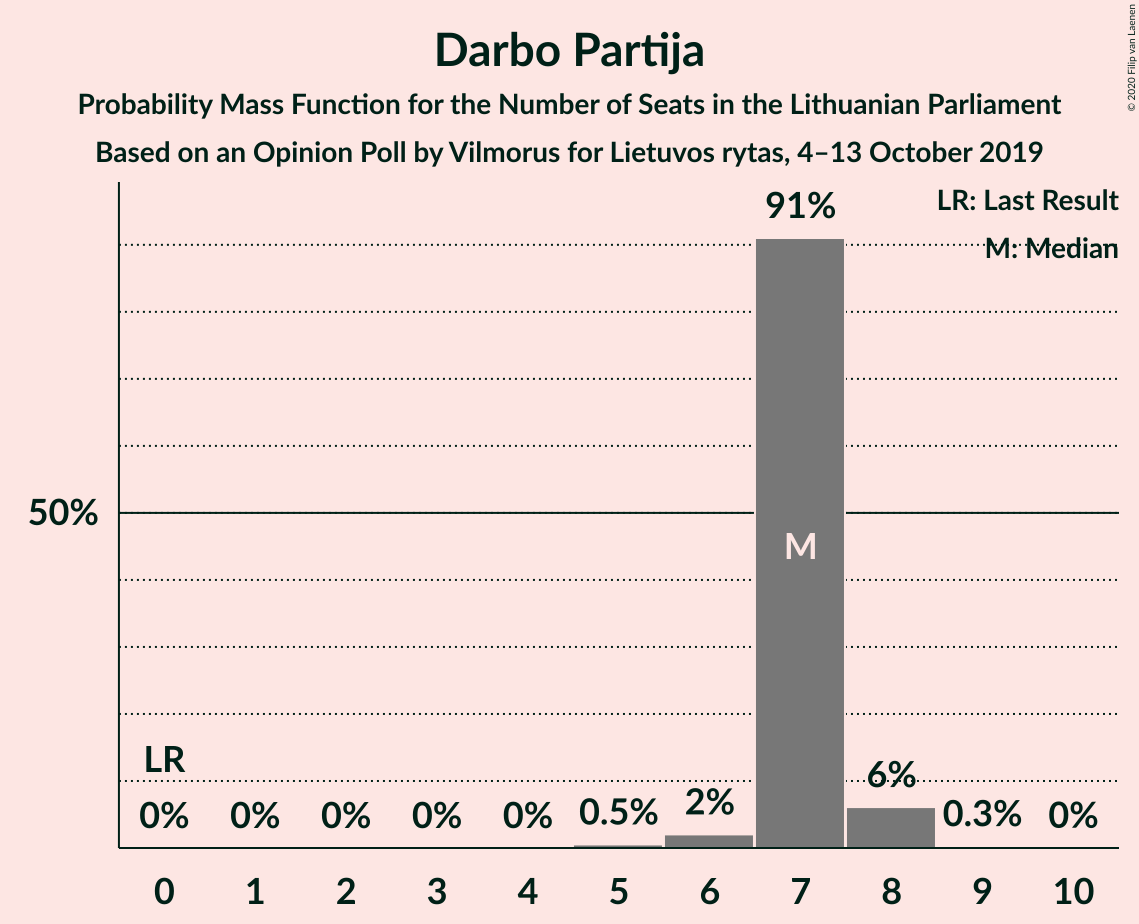 Darbo Partija
Probability Mass Function for the Number of Seats in the Lithuanian Parliament
Based on an Opinion Poll by Vilmorus for Lietuvos rytas, 4–13 October 2019
© 2020 Filip van Laenen
LR: Last Result
M: Median
91%
50%
M
LR
0% 0% 0% 0% 0% 0.5% 2% 6% 0.3% 0%
0 1 2 3 4 5 6 7 8 9 10